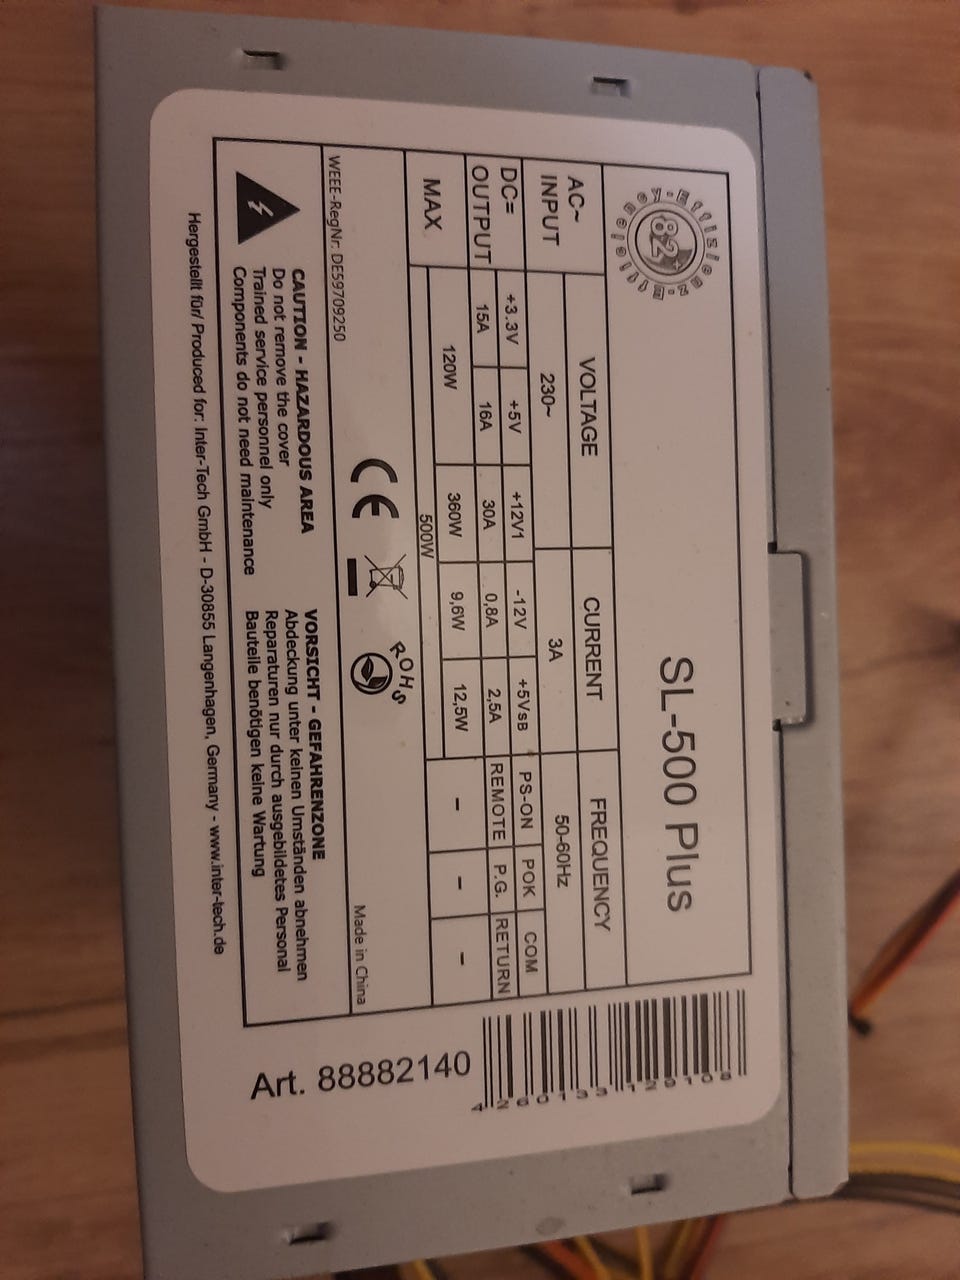 SL-500 Plus
82+
VOLTAGE CURRENT FREQUENCY
AC~ INPUT 230~ 3A 50-60Hz
DC= OUTPUT +3.3V +5V +12V1 -12V +5VSB PS-ON POK COM
15A 16A 30A 0,8A 2,5A REMOTE P.G. RETURN
MAX 120W 360W 9,6W 12,5W - - -
500W
WEEE-RegNr: DE59709250
CE
ROHS
Made in China
CAUTION - HAZARDOUS AREA
Do not remove the cover
Trained service personnel only
Components do not need maintenance
VORSICHT - GEFAHRENZONE
Abdeckung unter keinen Umständen abnehmen
Reparaturen nur durch ausgebildetes Personal
Bauteile benötigen keine Wartung
Hergestellt für/ Produced for: Inter-Tech GmbH - D-30855 Langenhagen, Germany - www.inter-tech.de
Art. 88882140